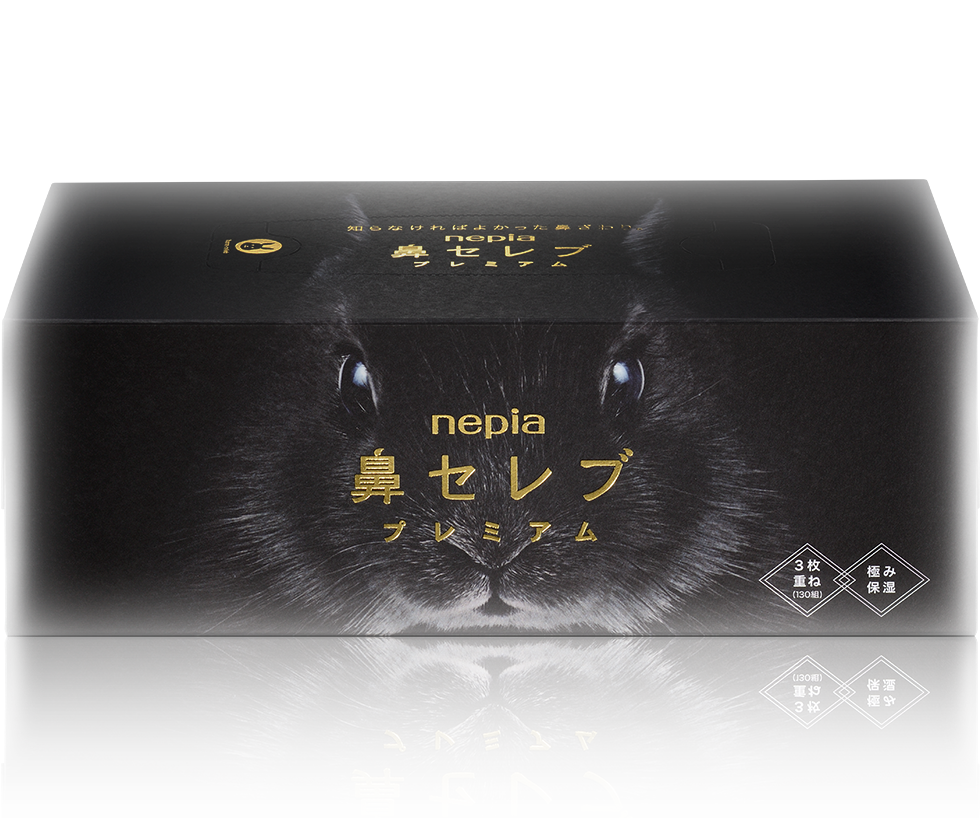 知らなければよかった鼻ざわり
nepia
鼻セレブ
プレミアム
nepia
鼻セレブ
プレミアム
3枚
重ね
(130組)
極み
保湿